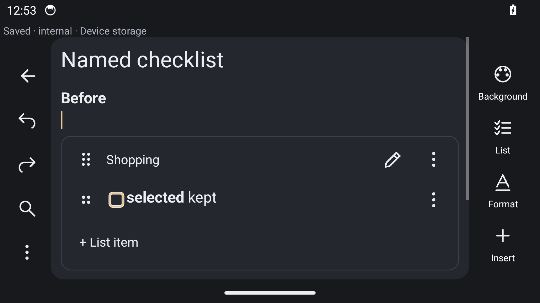 12:53
Saved · internal · Device storage
Named checklist
Before
Shopping
selected kept
+ List item
Background
List
Format
Insert